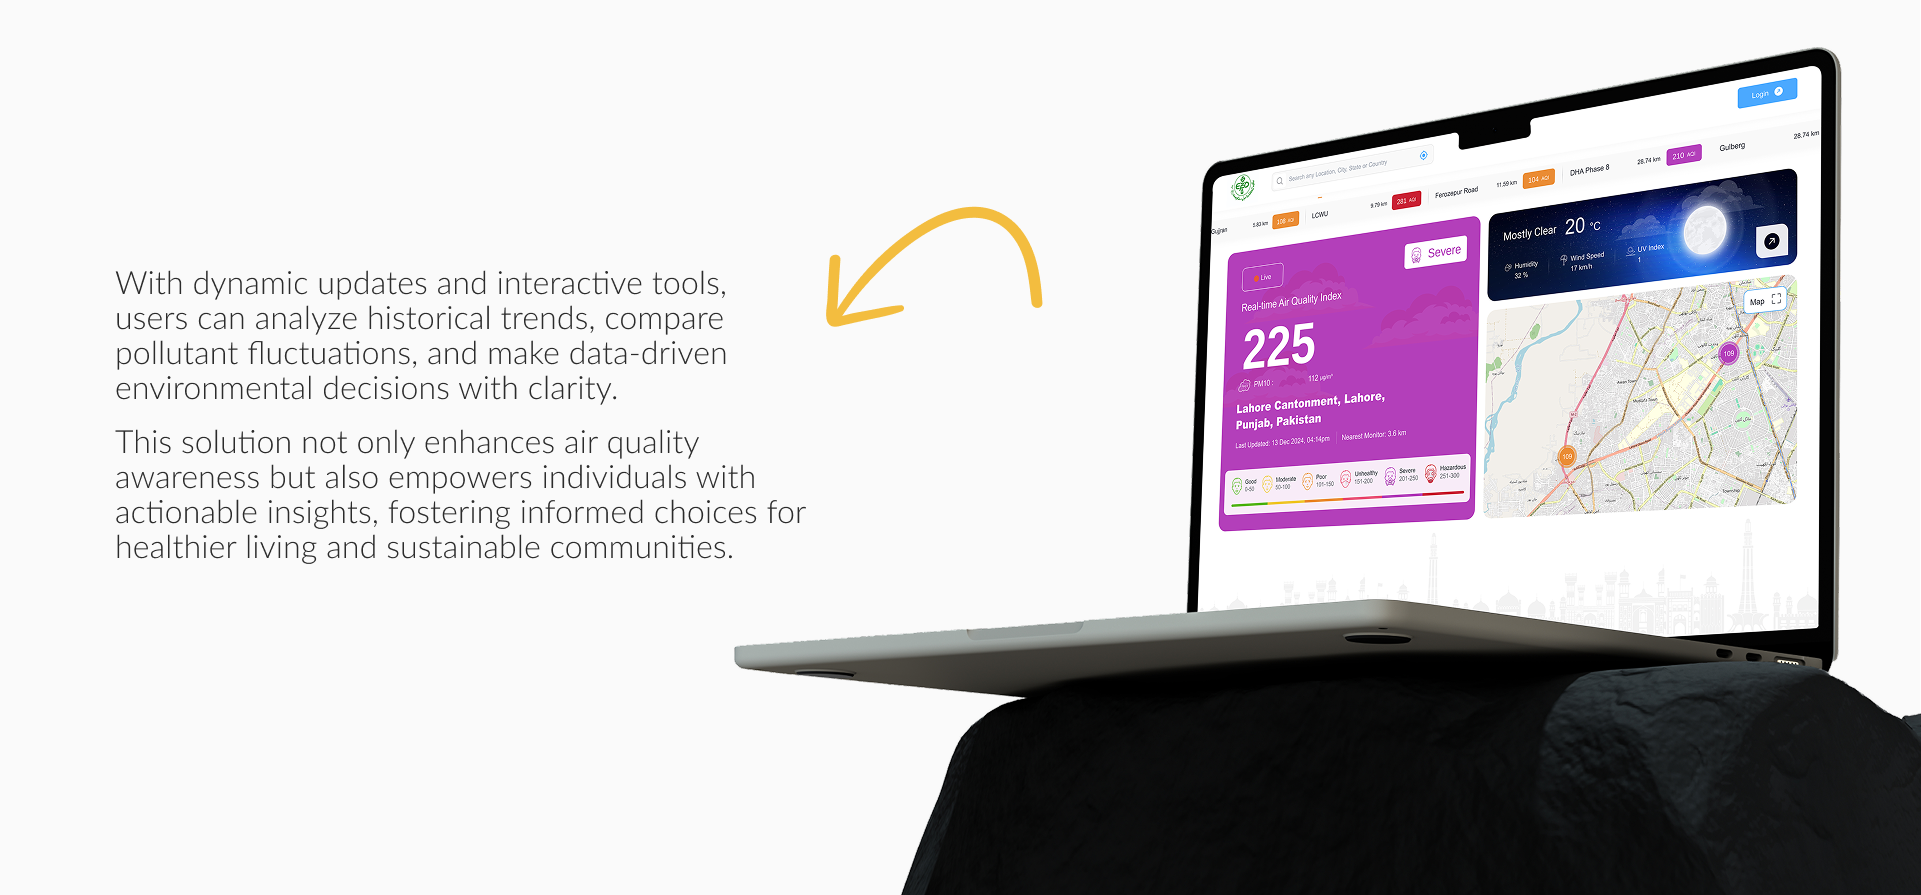 With dynamic updates and interactive tools,
users can analyze historical trends, compare
pollutant fluctuations, and make data-driven
environmental decisions with clarity.
This solution not only enhances air quality
awareness but also empowers individuals with
actionable insights, fostering informed choices for
healthier living and sustainable communities.
Login
EPD
Search any Location, City, State or Country
Gujran
5.83 km 108 AQI
LCWU
9.79 km 281 AQI
Ferozepur Road
11.59 km 104 AQI
DHA Phase 8
28.74 km 210 AQI
Gulberg
28.74 km
Live
Severe
Real-time Air Quality Index
225
PM10 : 112 µg/m³
Lahore Cantonment, Lahore,
Punjab, Pakistan
Last Updated: 13 Dec 2024, 04:14pm
Nearest Monitor: 3.6 km
Good
0-50
Moderate
50-100
Poor
101-150
Unhealthy
151-200
Severe
201-250
Hazardous
251-300
Mostly Clear 20 °C
Humidity
32 %
Wind Speed
17 km/h
UV Index
1
Map
109
109
Township